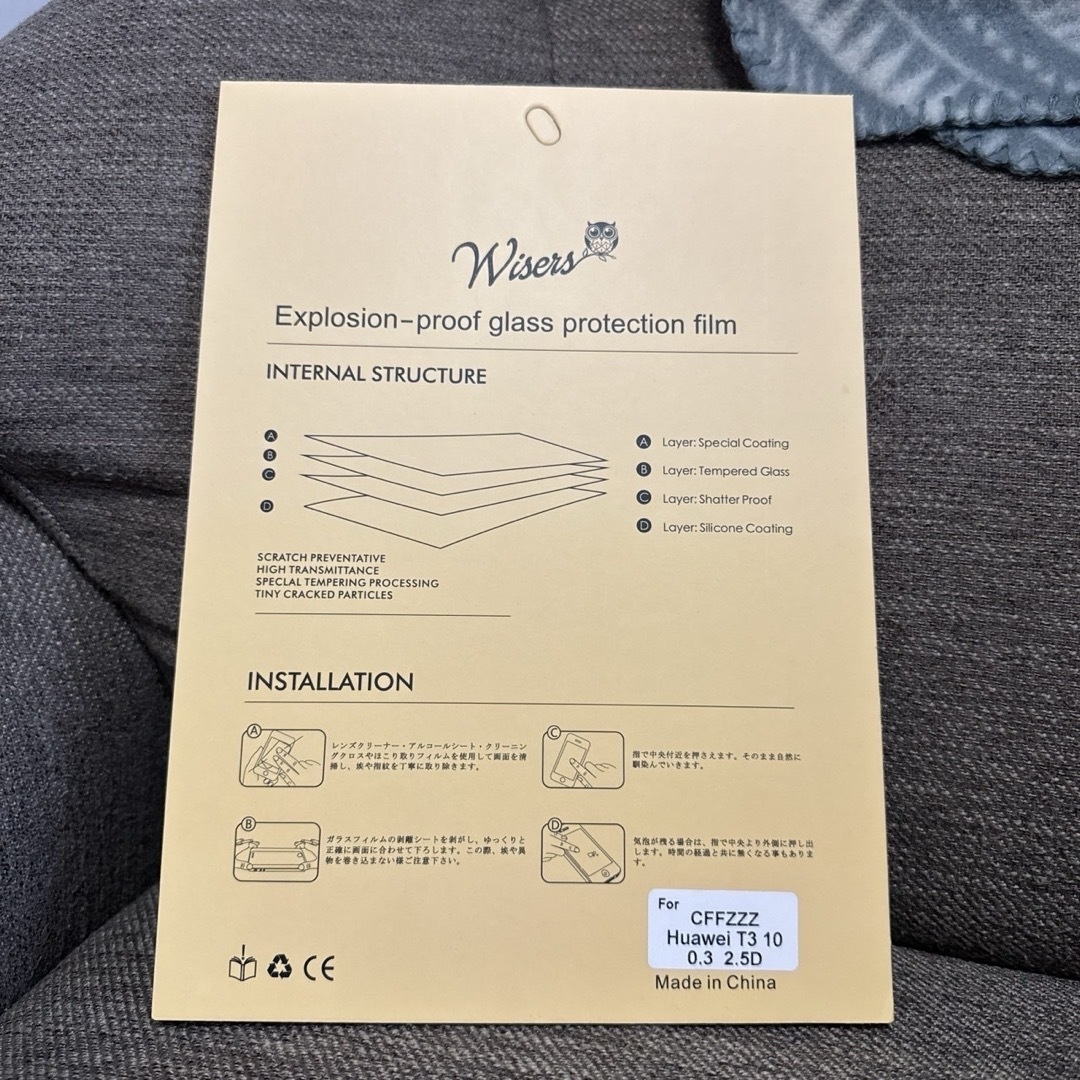 Wisers
Explosion-proof glass protection film
INTERNAL STRUCTURE
A
B
C
D
A Layer: Special Coating
B Layer: Tempered Glass
C Layer: Shatter Proof
D Layer: Silicone Coating
SCRATCH PREVENTATIVE
HIGH TRANSMITTANCE
SPECLAL TEMPERING PROCESSING
TINY CRACKED PARTICLES
INSTALLATION
A
レンズクリーナー・アルコールシート・クリーニン
グクロスやほこり取りフィルムを使用して画面を清
掃し、埃や指紋を丁寧に取り除きます。
B
ガラスフィルムの剥離シートを剥がし、ゆっくりと
正確に画面に合わせて下ろします。この際、埃や異
物を巻き込まない様ご注意下さい。
C
指で中央付近を押さえます。そのまま自然に
馴染んでいきます。
D
気泡が残る場合は、指で中央より外側に押し出
します。時間の経過と共に無くなる事もありま
す。
CE
For
CFFZZZ
Huawei T3 10
0.3 2.5D
Made in China